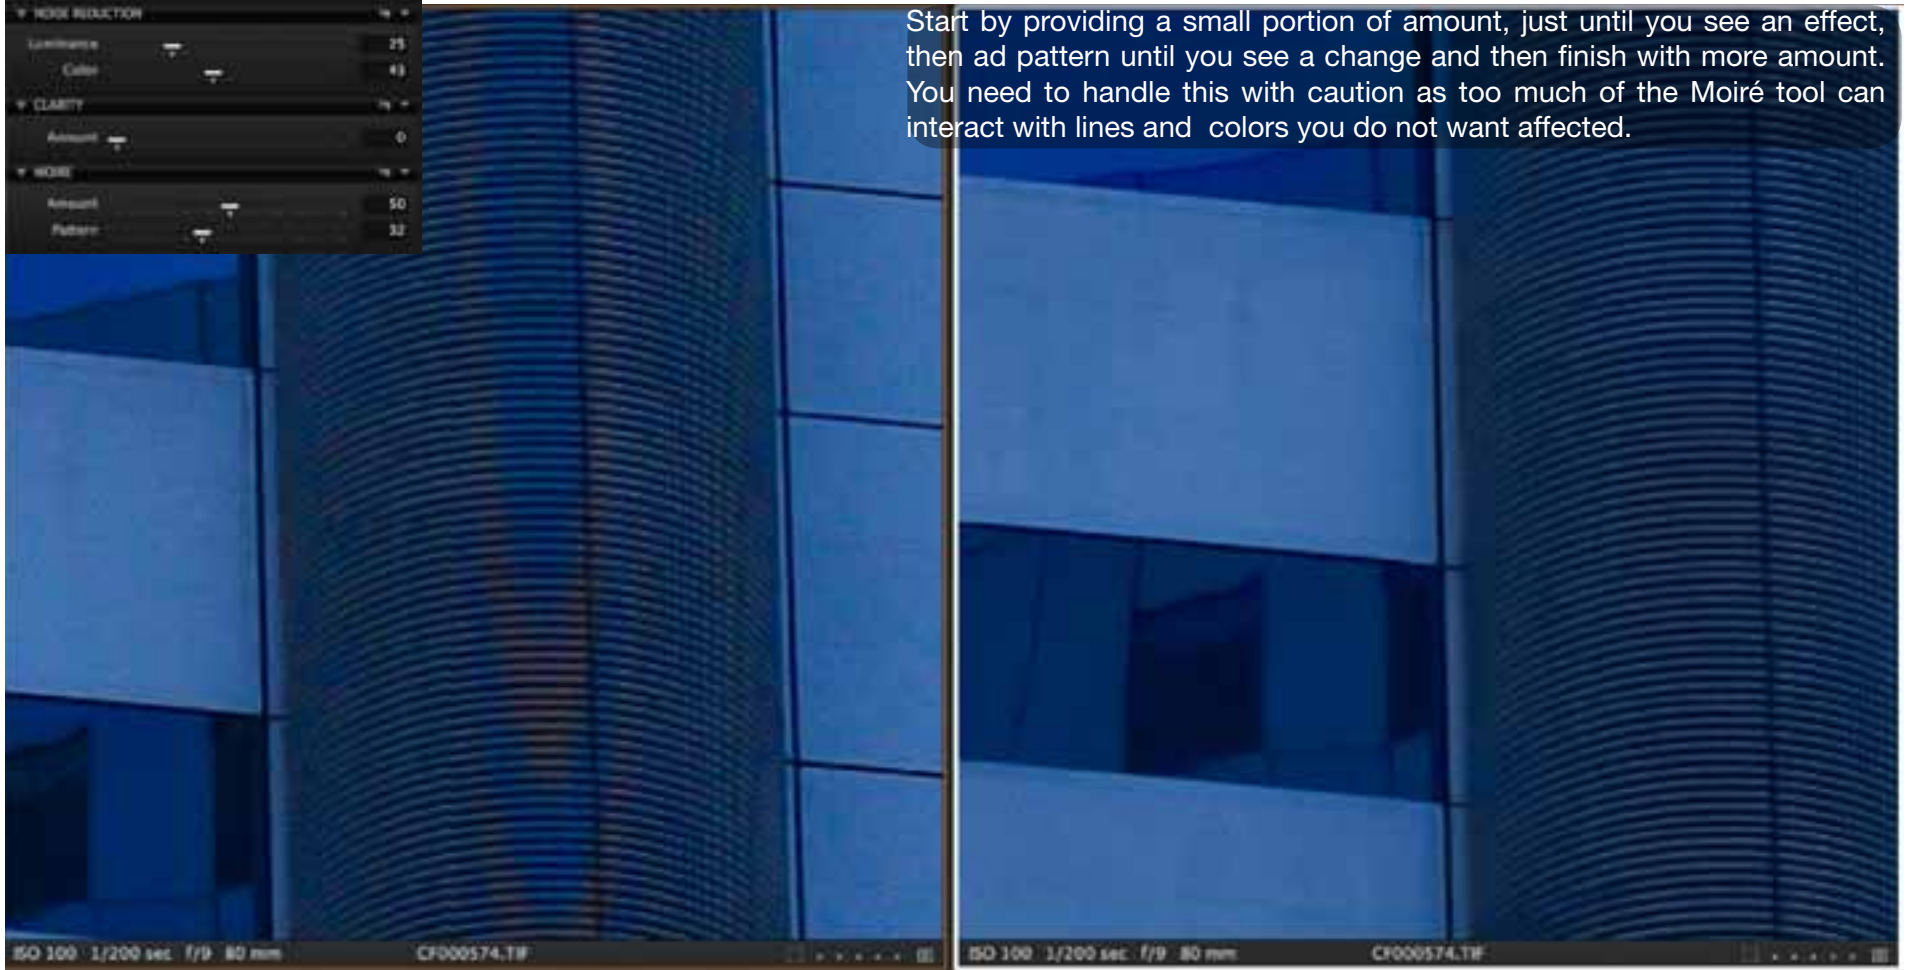 NOISE REDUCTION
Luminance 25
Color 43
CLARITY
Amount 0
MOIRE
Amount 50
Pattern 32
Start by providing a small portion of amount, just until you see an effect,
then ad pattern until you see a change and then finish with more amount.
You need to handle this with caution as too much of the Moiré tool can
interact with lines and colors you do not want affected.
ISO 100 1/200 sec f/9 80 mm CF000574.TIF
ISO 100 1/200 sec f/9 80 mm CF000574.TIF